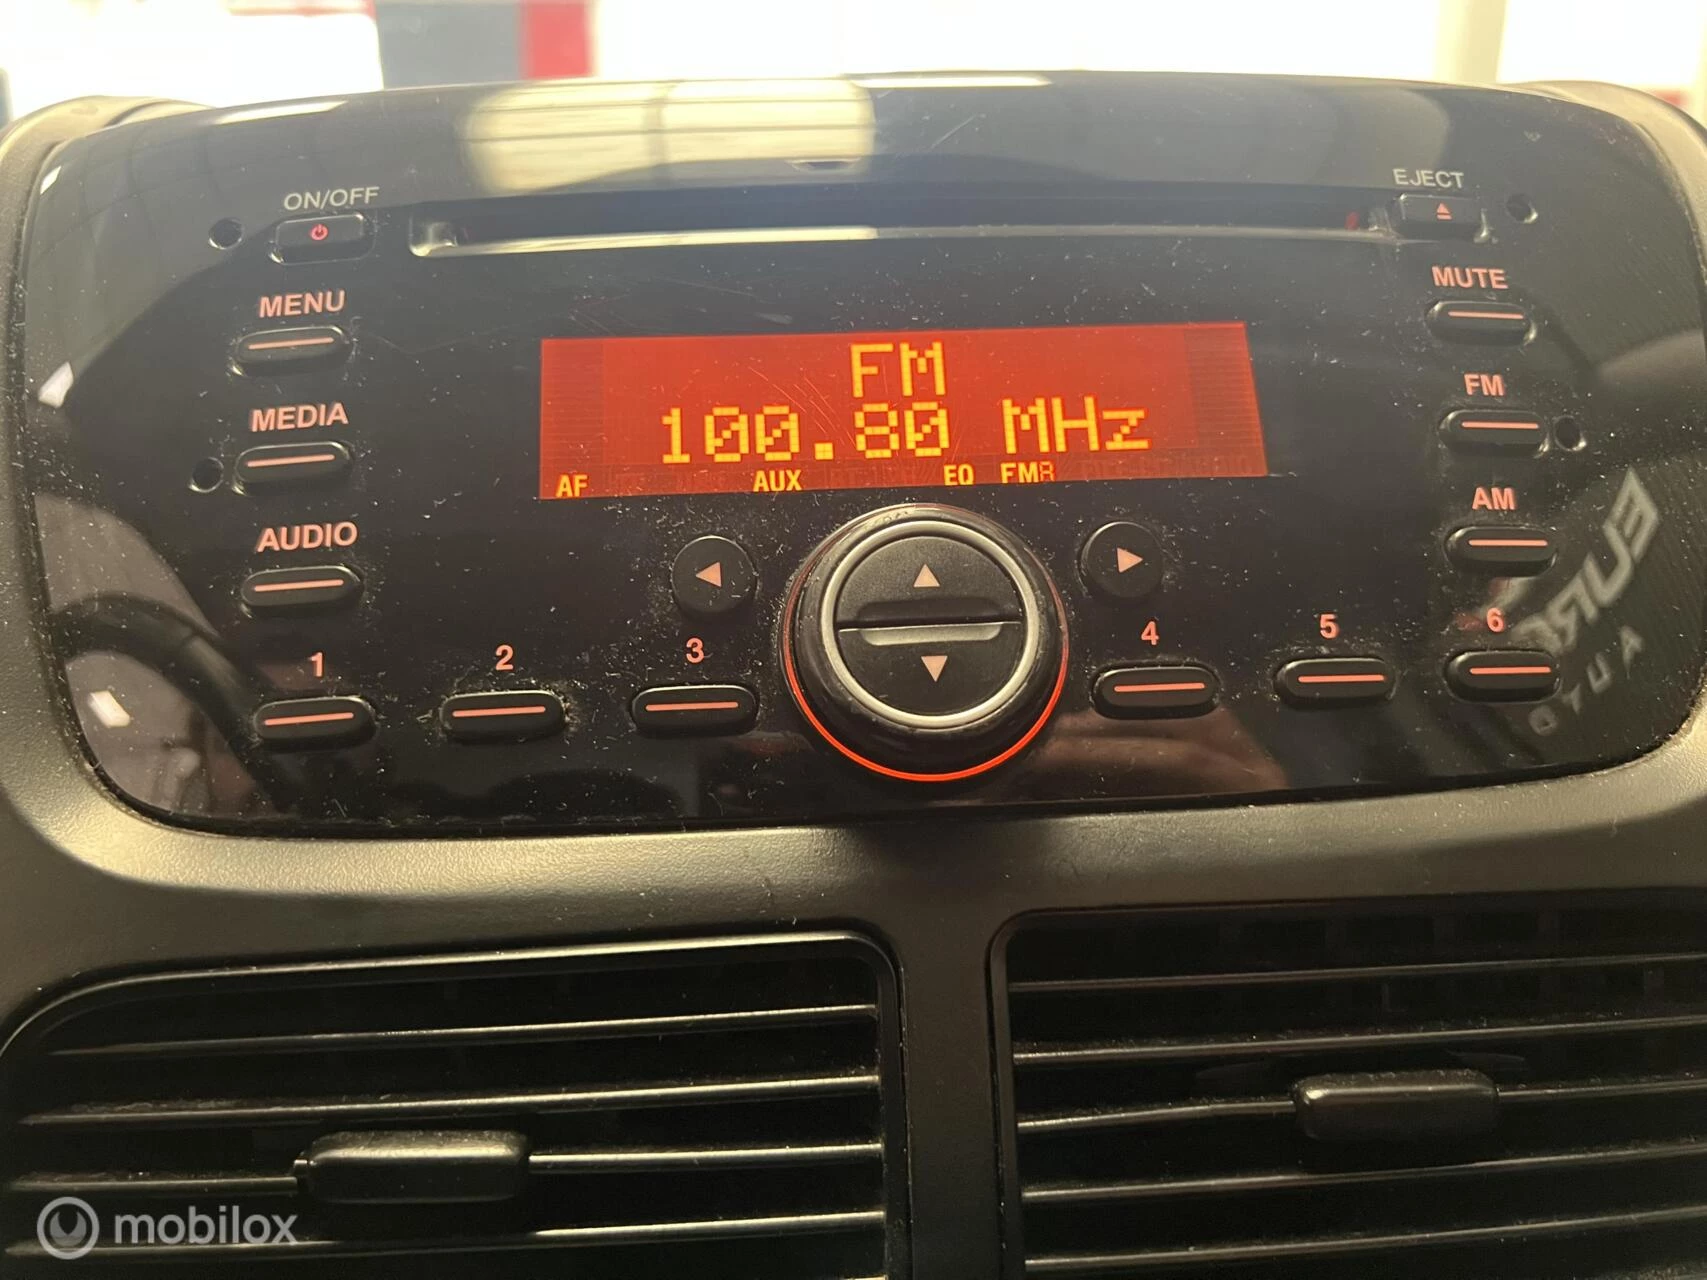 ON/OFF
EJECT
MENU
MUTE
FM
100.80 MHz
AF AUX EQ FM
MEDIA
FM
AUDIO
AM
1 2 3 4 5 6
mobilox